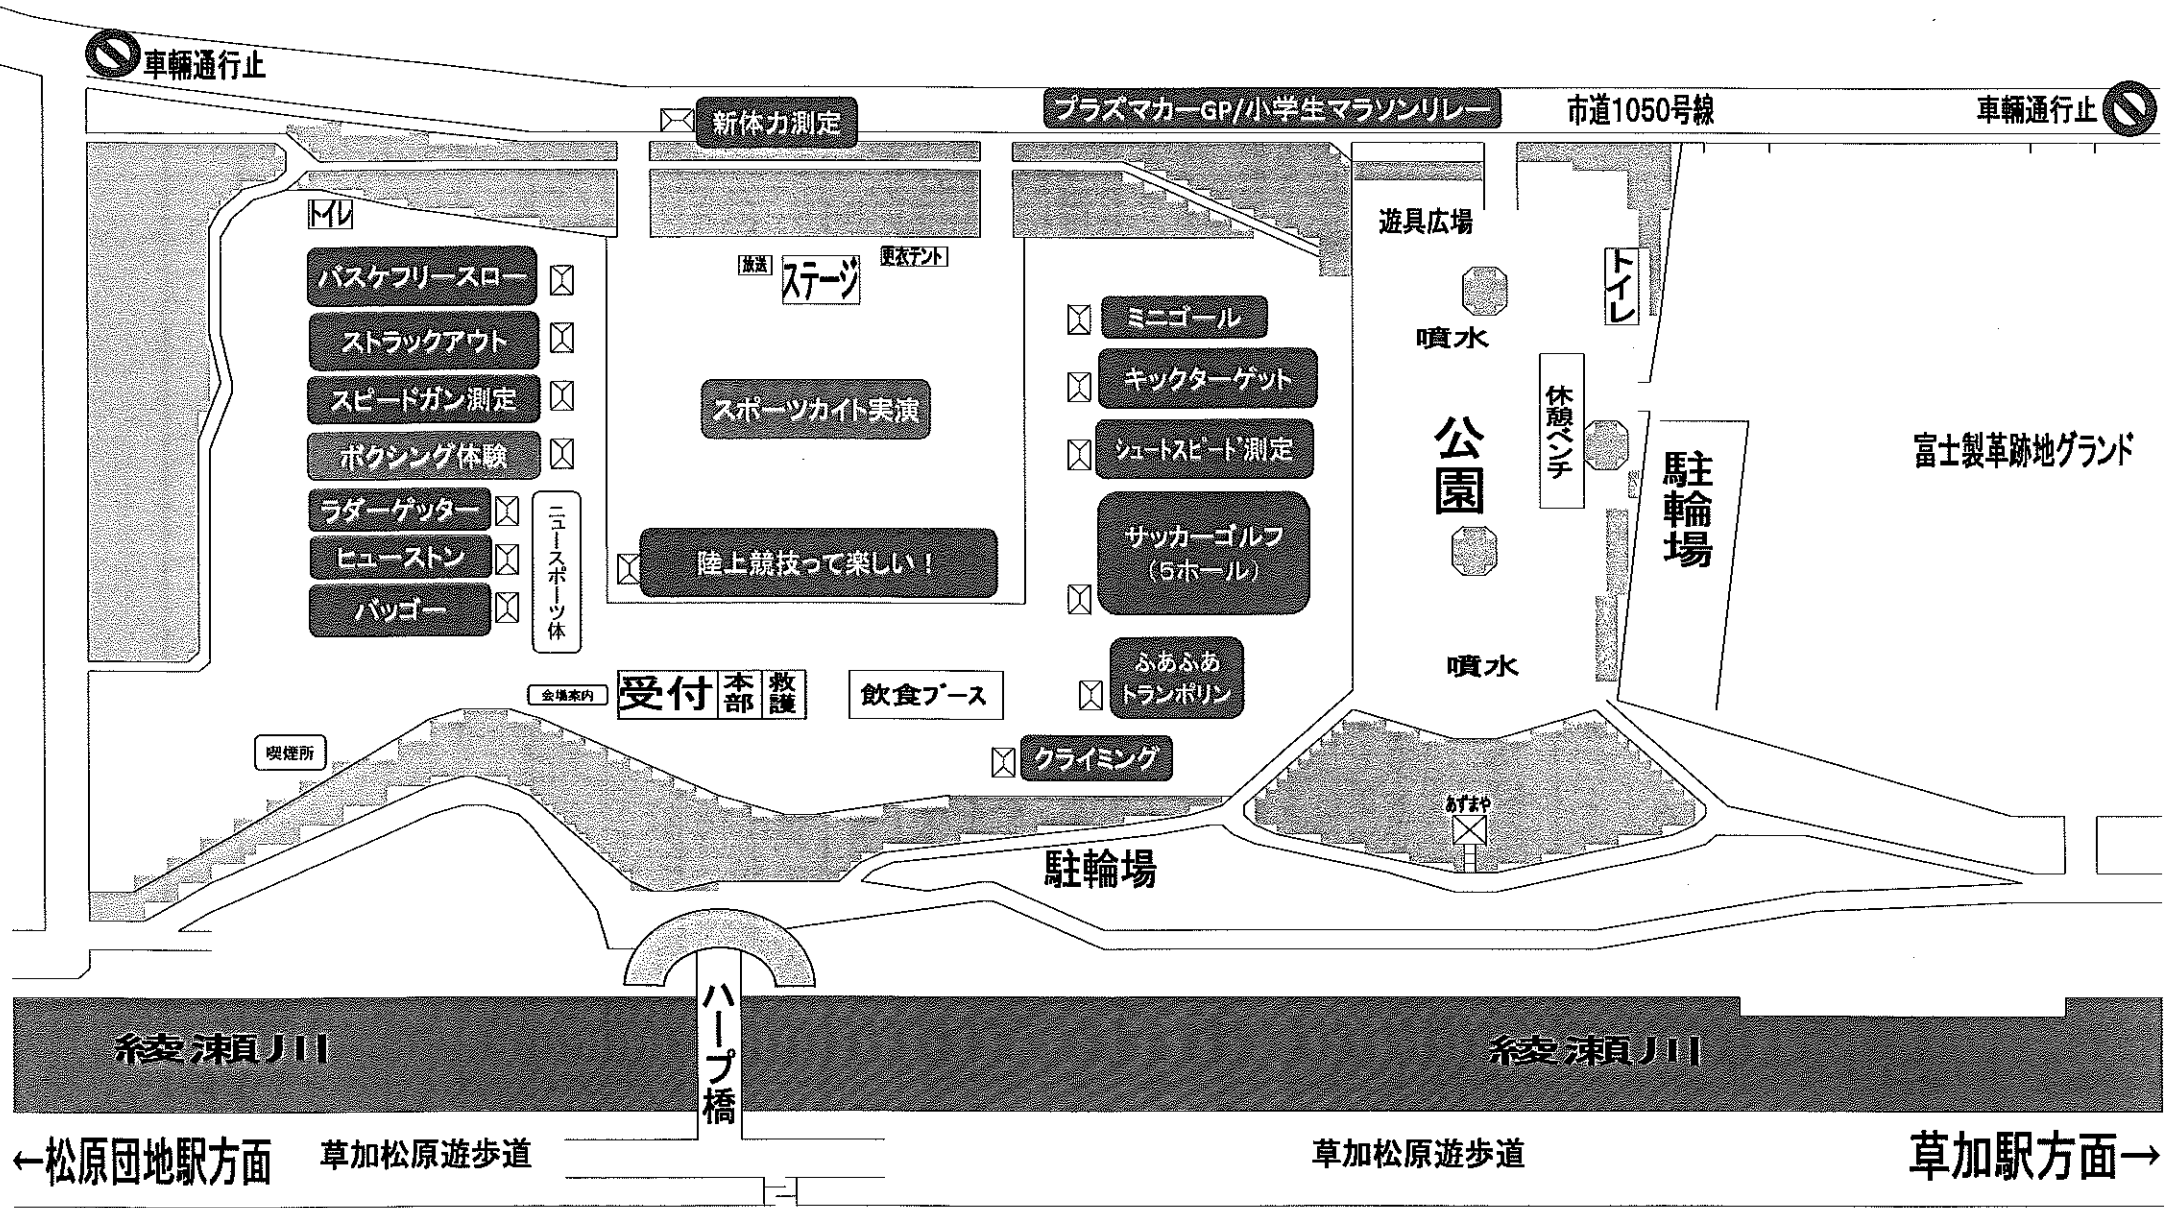 車輛通行止
新体力測定
プラズマカーGP//小学生マラソンリレー
市道1050号線
車輛通行止
トイレ
遊具広場
放送
ステージ
更衣テント
トイレ
バスケフリースロー
ストラックアウト
スピードガン測定
ボクシング体験
ラダーゲッター
ヒューストン
バッゴー
ニュースポーツ体
スポーツカイト実演
陸上競技って楽しい！
ミニゴール
キックターゲット
シュートスピード測定
サッカーゴルフ
（5ホール）
ふあふあ
トランポリン
クライミング
噴水
公園
休憩ベンチ
噴水
駐輪場
富士製革跡地グランド
会場案内
受付
本部
救護
飲食ブース
喫煙所
あずまや
駐輪場
ハープ橋
綾瀬川
綾瀬川
←松原団地駅方面
草加松原遊歩道
草加松原遊歩道
草加駅方面→